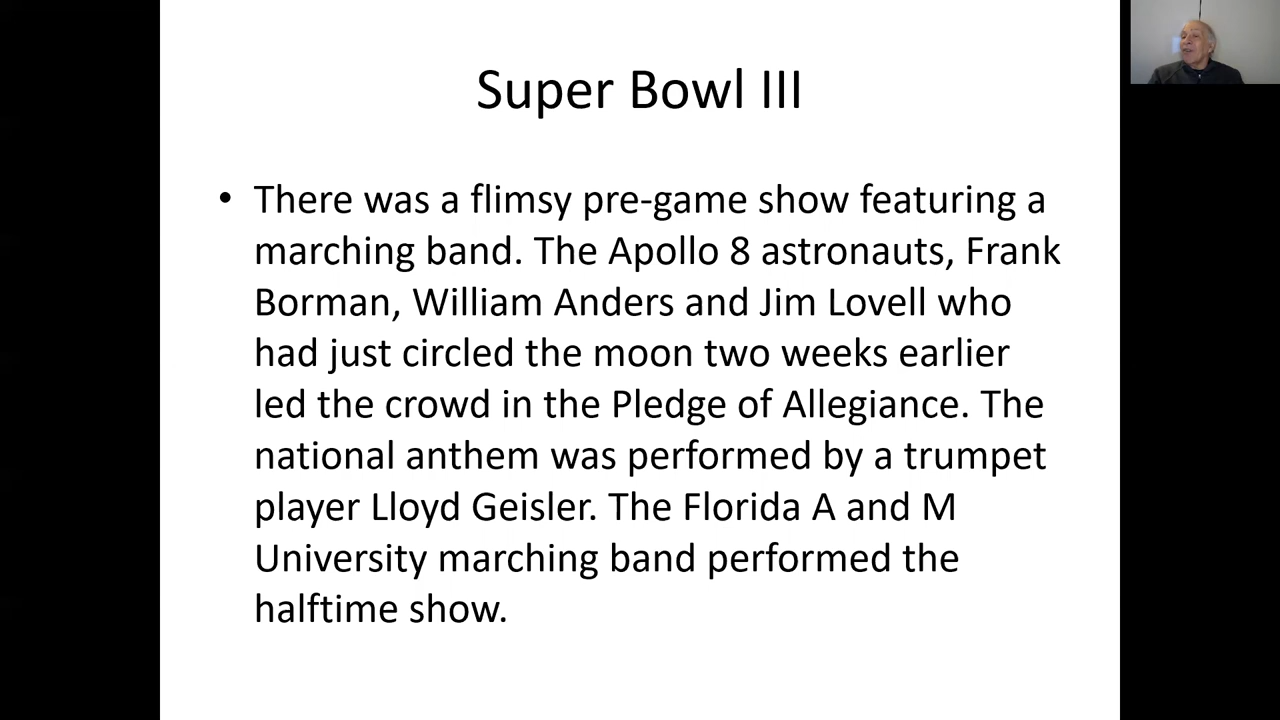 Super Bowl III
• There was a flimsy pre-game show featuring a
marching band. The Apollo 8 astronauts, Frank
Borman, William Anders and Jim Lovell who
had just circled the moon two weeks earlier
led the crowd in the Pledge of Allegiance. The
national anthem was performed by a trumpet
player Lloyd Geisler. The Florida A and M
University marching band performed the
halftime show.